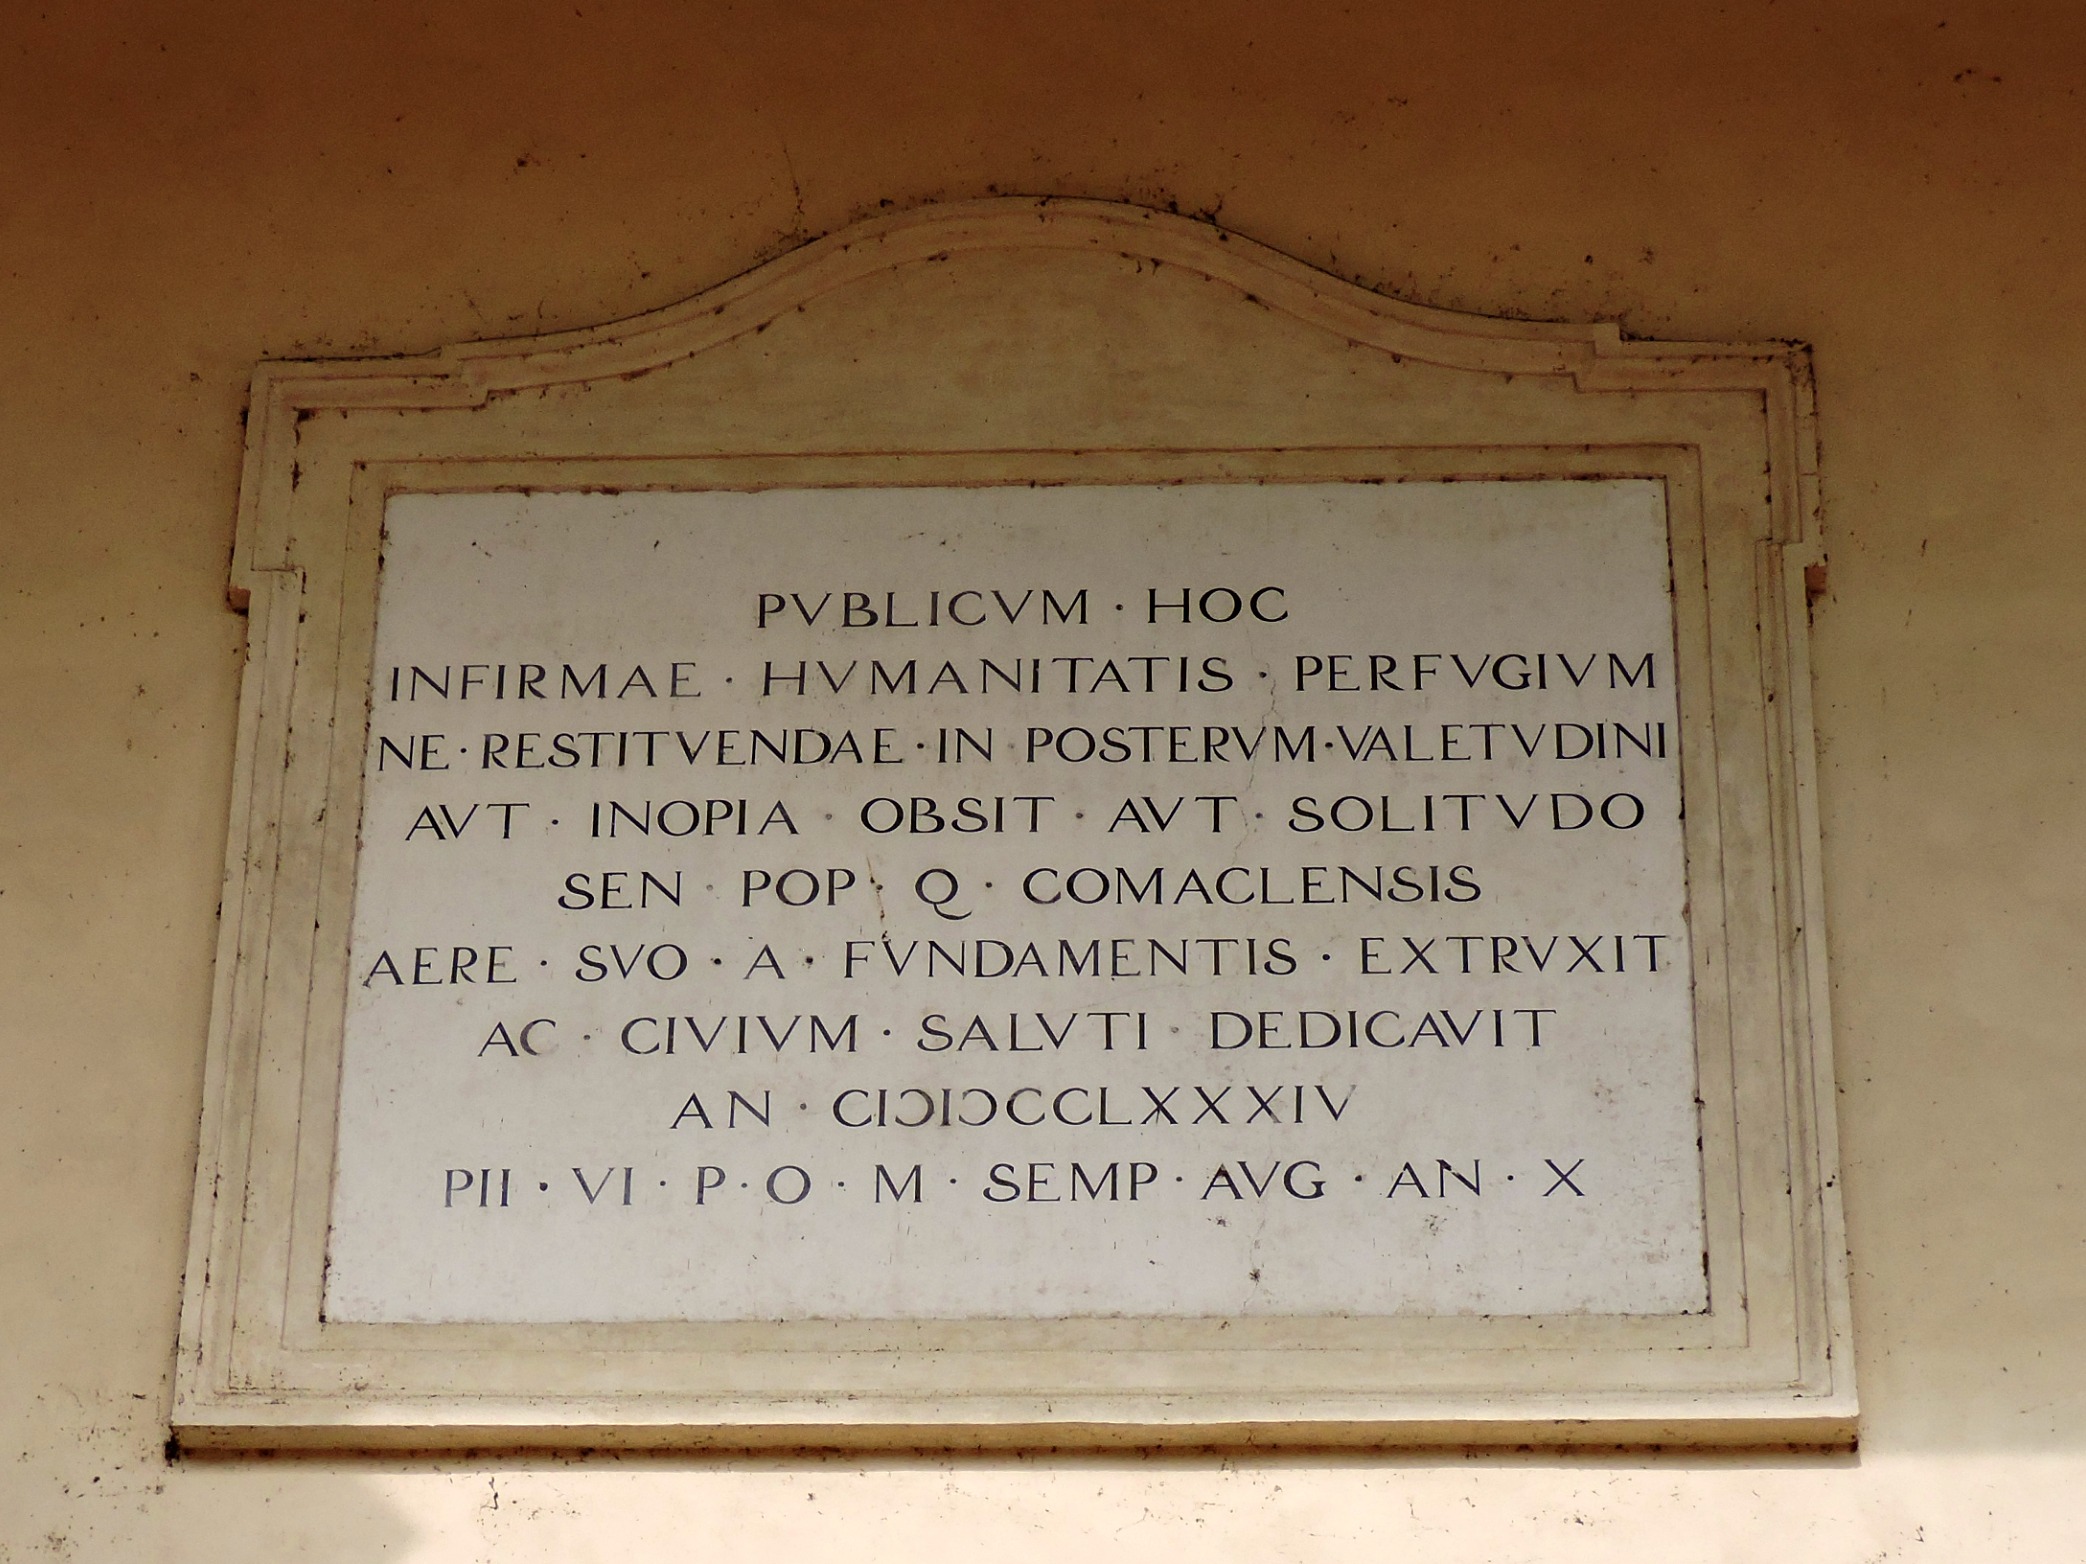 PVBLICVM · HOC
INFIRMAE · HVMANITATIS · PERFVGIVM
NE · RESTITVENDAE · IN · POSTERVM · VALETVDINI
AVT · INOPIA · OBSIT · AVT · SOLITVDO
SEN · POP · Q · COMACLENSIS
AERE · SVO · A · FVNDAMENTIS · EXTRVXIT
AC · CIVIVM · SALVTI · DEDICAVIT
AN · CIƆIƆCCLXXXIV
PII · VI · P · O · M · SEMP · AVG · AN · X